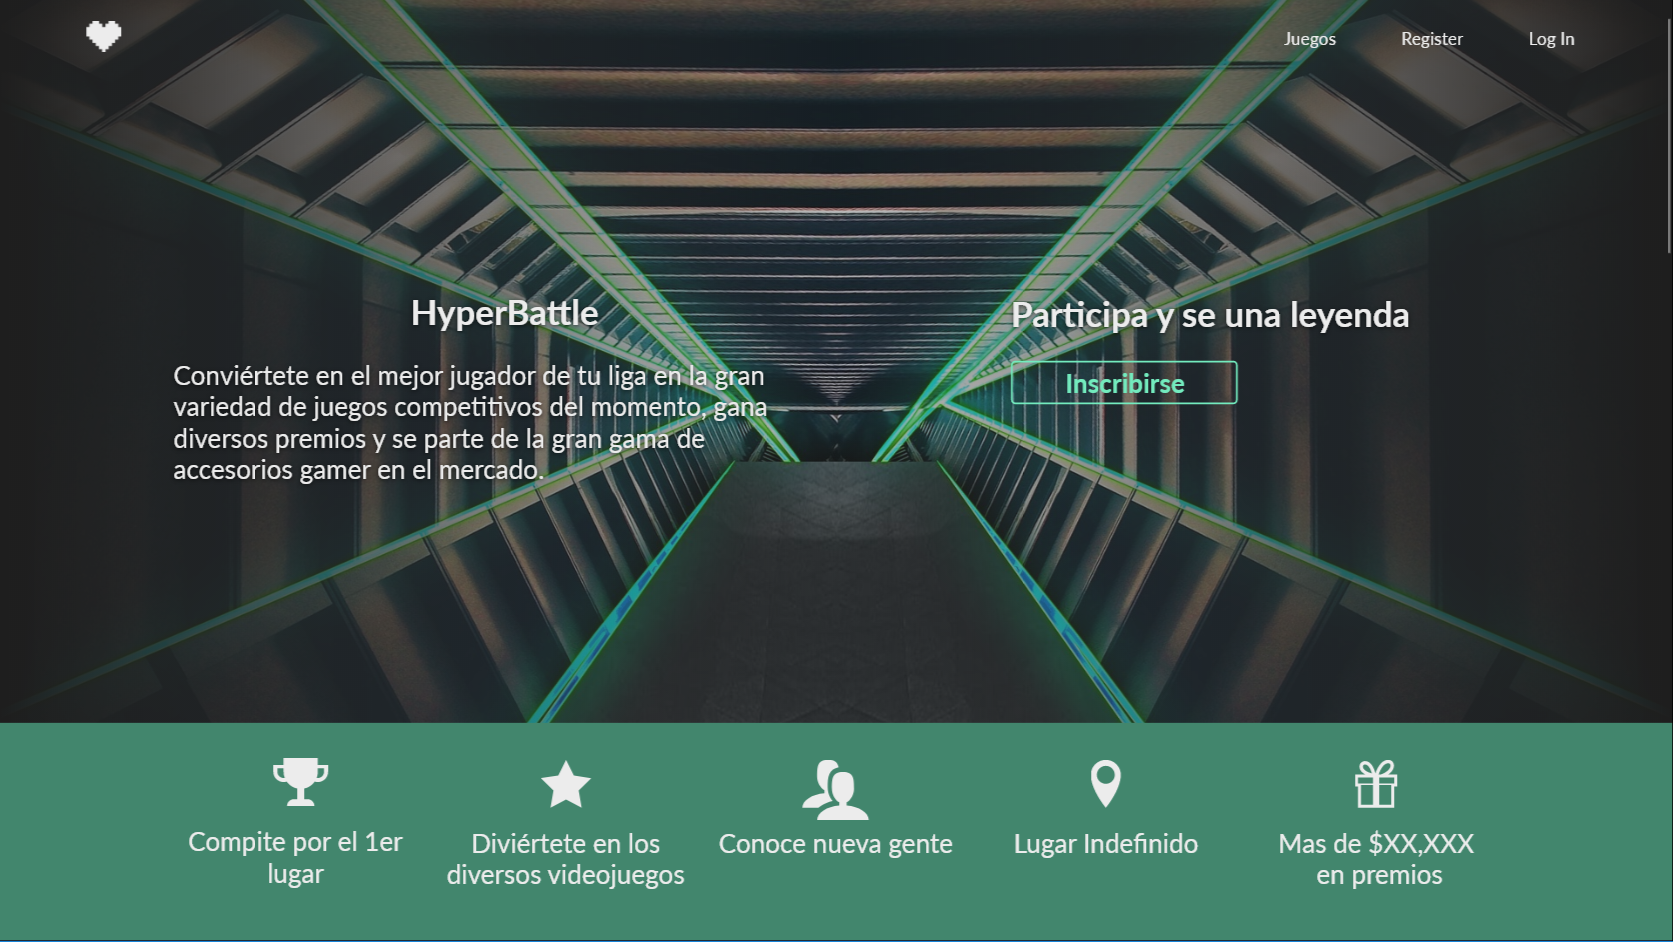 Juegos Register Log In
HyperBattle
Conviértete en el mejor jugador de tu liga en la gran
variedad de juegos competitivos del momento, gana
diversos premios y se parte de la gran gama de
accesorios gamer en el mercado.
Participa y se una leyenda
Inscribirse
Compite por el 1er
lugar
Diviértete en los
diversos videojuegos
Conoce nueva gente
Lugar Indefinido
Mas de $XX,XXX
en premios